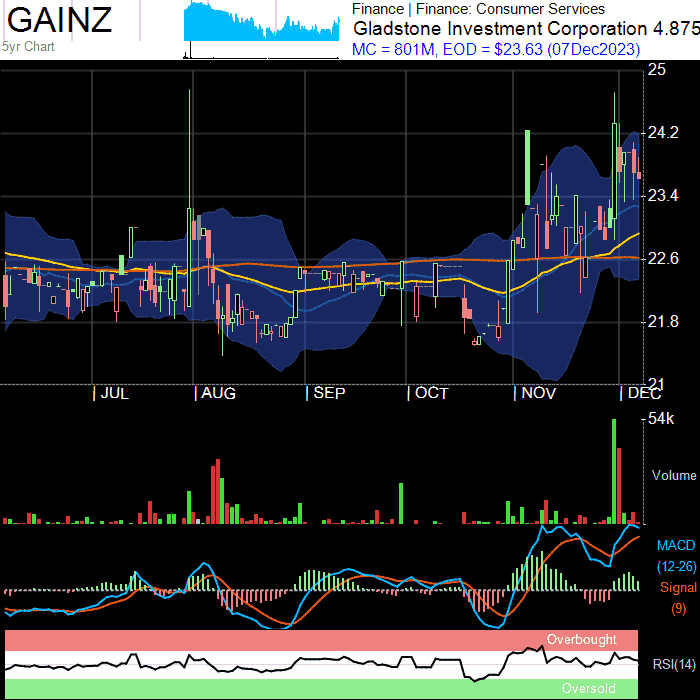 GAINZ
5yr Chart
Finance | Finance: Consumer Services
Gladstone Investment Corporation 4.875
MC = 801M, EOD = $23.63 (07Dec2023)
25
24.2
23.4
22.6
21.8
21
| JUL
| AUG
| SEP
| OCT
| NOV
| DEC
54k
Volume
MACD
(12-26)
Signal
(9)
Overbought
RSI(14)
Oversold